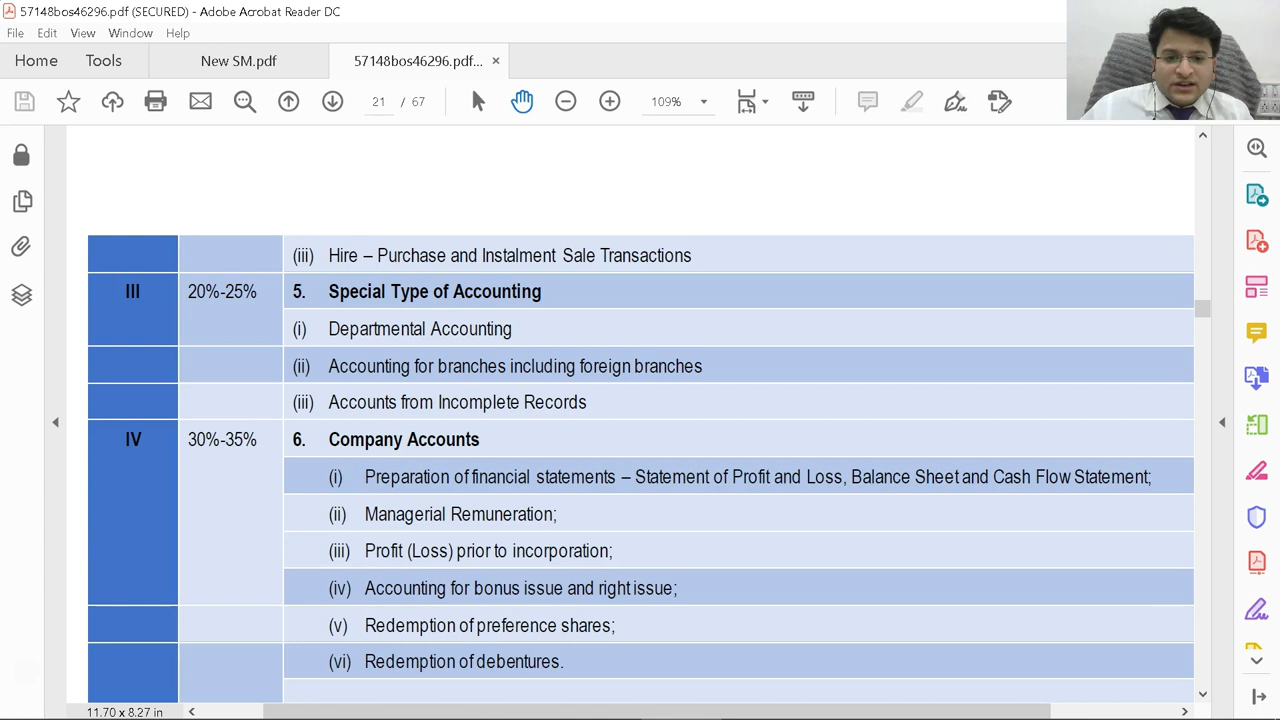 57148bos46296.pdf (SECURED) - Adobe Acrobat Reader DC
File Edit View Window Help
Home Tools New SM.pdf 57148bos46296.pdf... ×
21 / 67 109%
(iii) Hire – Purchase and Instalment Sale Transactions
III 20%-25% 5. Special Type of Accounting
(i) Departmental Accounting
(ii) Accounting for branches including foreign branches
(iii) Accounts from Incomplete Records
IV 30%-35% 6. Company Accounts
(i) Preparation of financial statements – Statement of Profit and Loss, Balance Sheet and Cash Flow Statement;
(ii) Managerial Remuneration;
(iii) Profit (Loss) prior to incorporation;
(iv) Accounting for bonus issue and right issue;
(v) Redemption of preference shares;
(vi) Redemption of debentures.
11.70 x 8.27 in